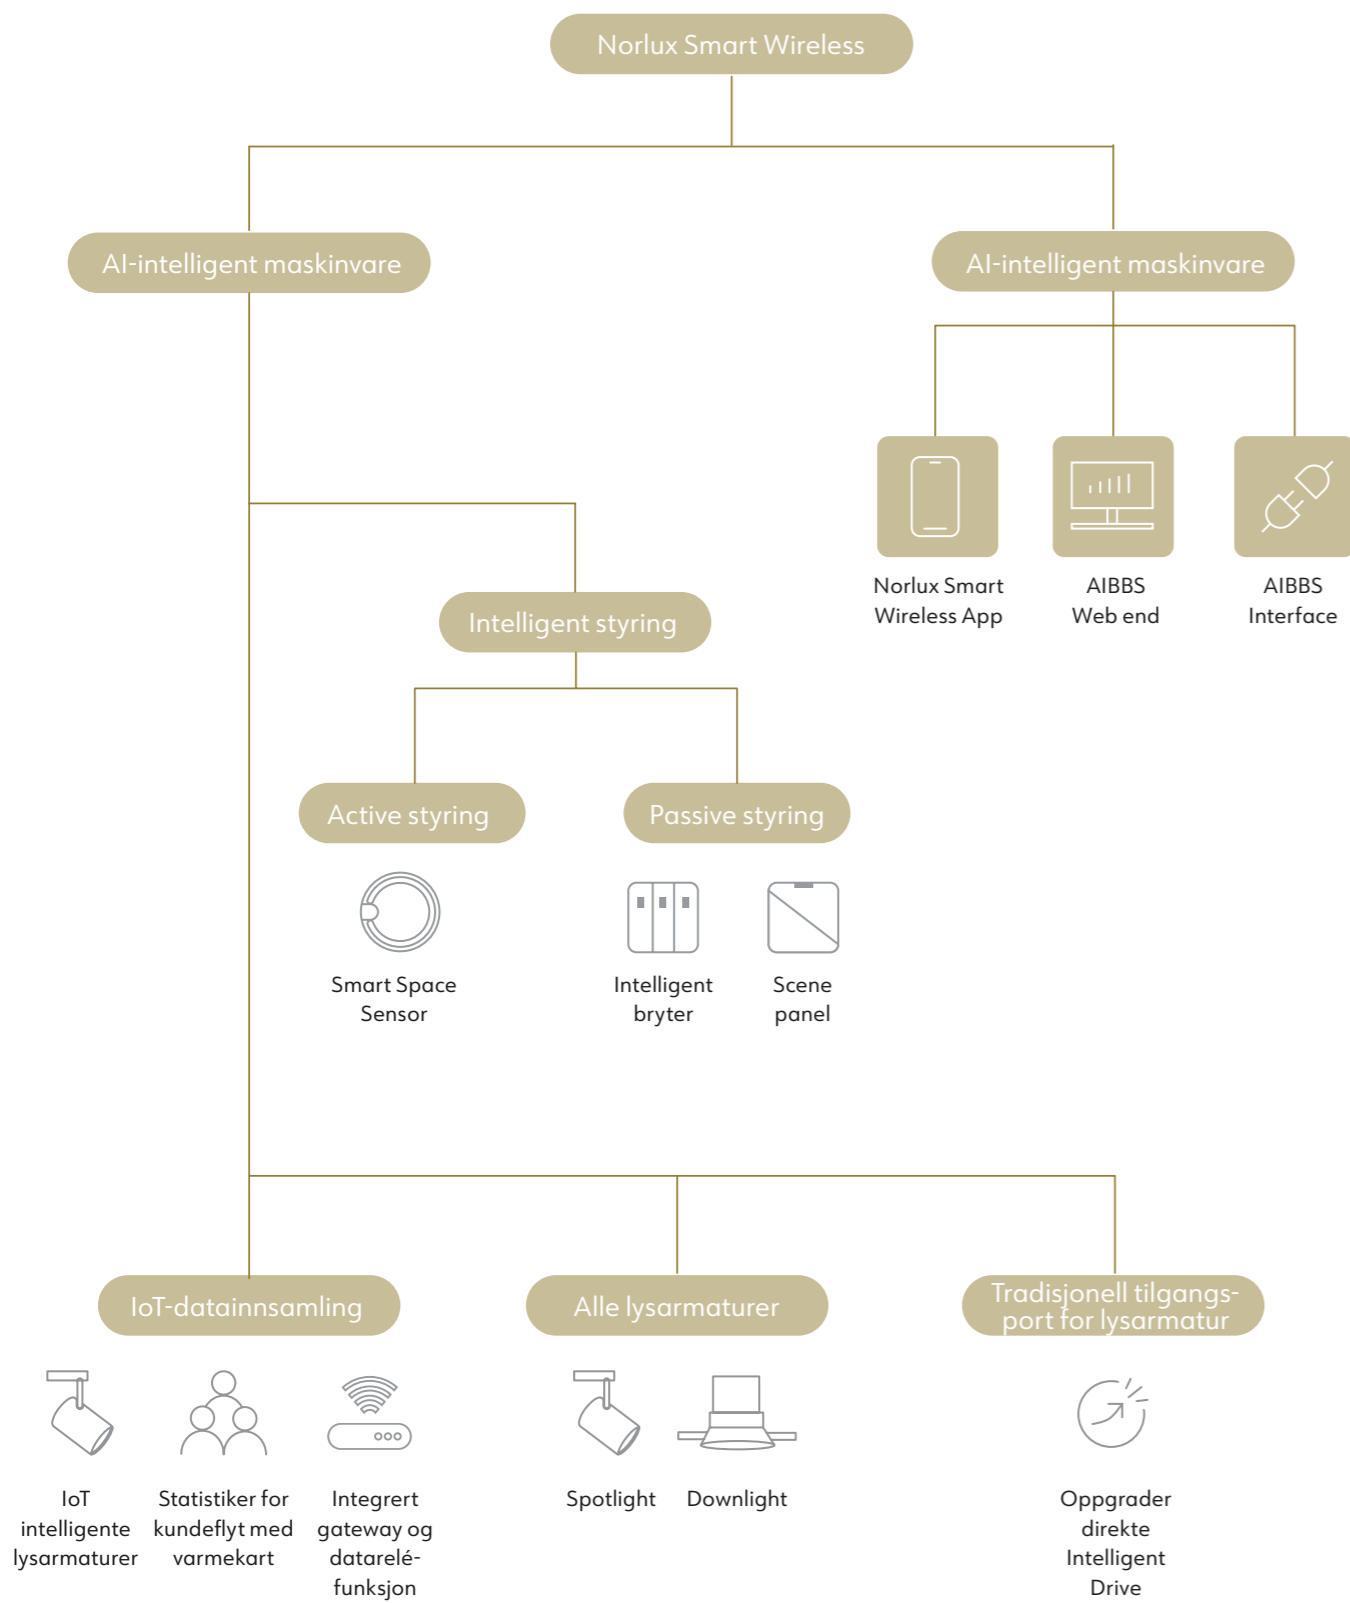 Norlux Smart Wireless
AI-intelligent maskinvare
AI-intelligent maskinvare
Norlux Smart
Wireless App
AIBBS
Web end
AIBBS
Interface
Intelligent styring
Active styring
Passive styring
Smart Space
Sensor
Intelligent
bryter
Scene
panel
IoT-datainnsamling
Alle lysarmaturer
Tradisjonell tilgangs-
port for lysarmatur
IoT
intelligente
lysarmaturer
Statistiker for
kundeflyt med
varmekart
Integrert
gateway og
datarelé-
funksjon
Spotlight
Downlight
Oppgrader
direkte
Intelligent
Drive